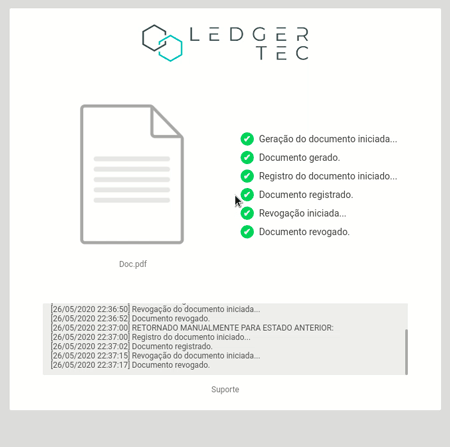 LEDGER
TEC
Geração do documento iniciada...
Documento gerado.
Registro do documento iniciado...
Documento registrado.
Revogação iniciada...
Documento revogado.
Doc.pdf
[26/05/2020 22:36:50] Revogação do documento iniciada...
[26/05/2020 22:36:52] Documento revogado.
[26/05/2020 22:37:00] RETORNADO MANUALMENTE PARA ESTADO ANTERIOR:
[26/05/2020 22:37:00] Registro do documento iniciado...
[26/05/2020 22:37:02] Documento registrado.
[26/05/2020 22:37:15] Revogação do documento iniciada...
[26/05/2020 22:37:17] Documento revogado.
Suporte